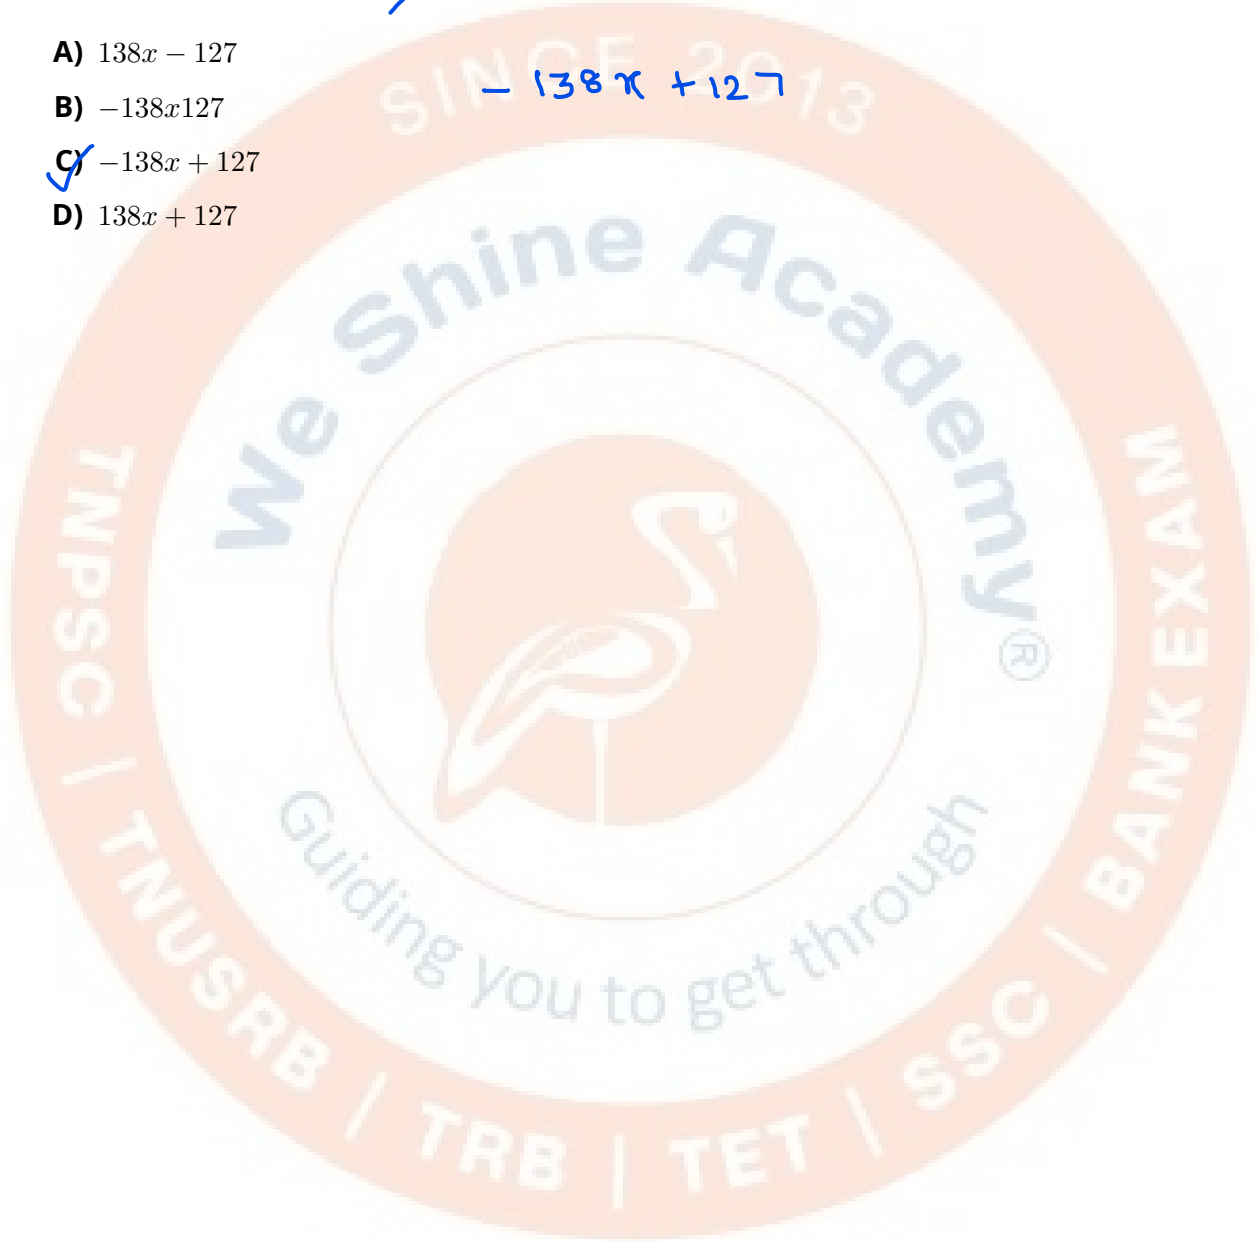 A) 138x − 127
− 138x + 127
B) −138x127
C) −138x + 127
D) 138x + 127
SINCE 2013
We Shine Academy®
Guiding you to get through
TNPSC | TNUSRB | TRB | TET | SSC | BANK EXAM